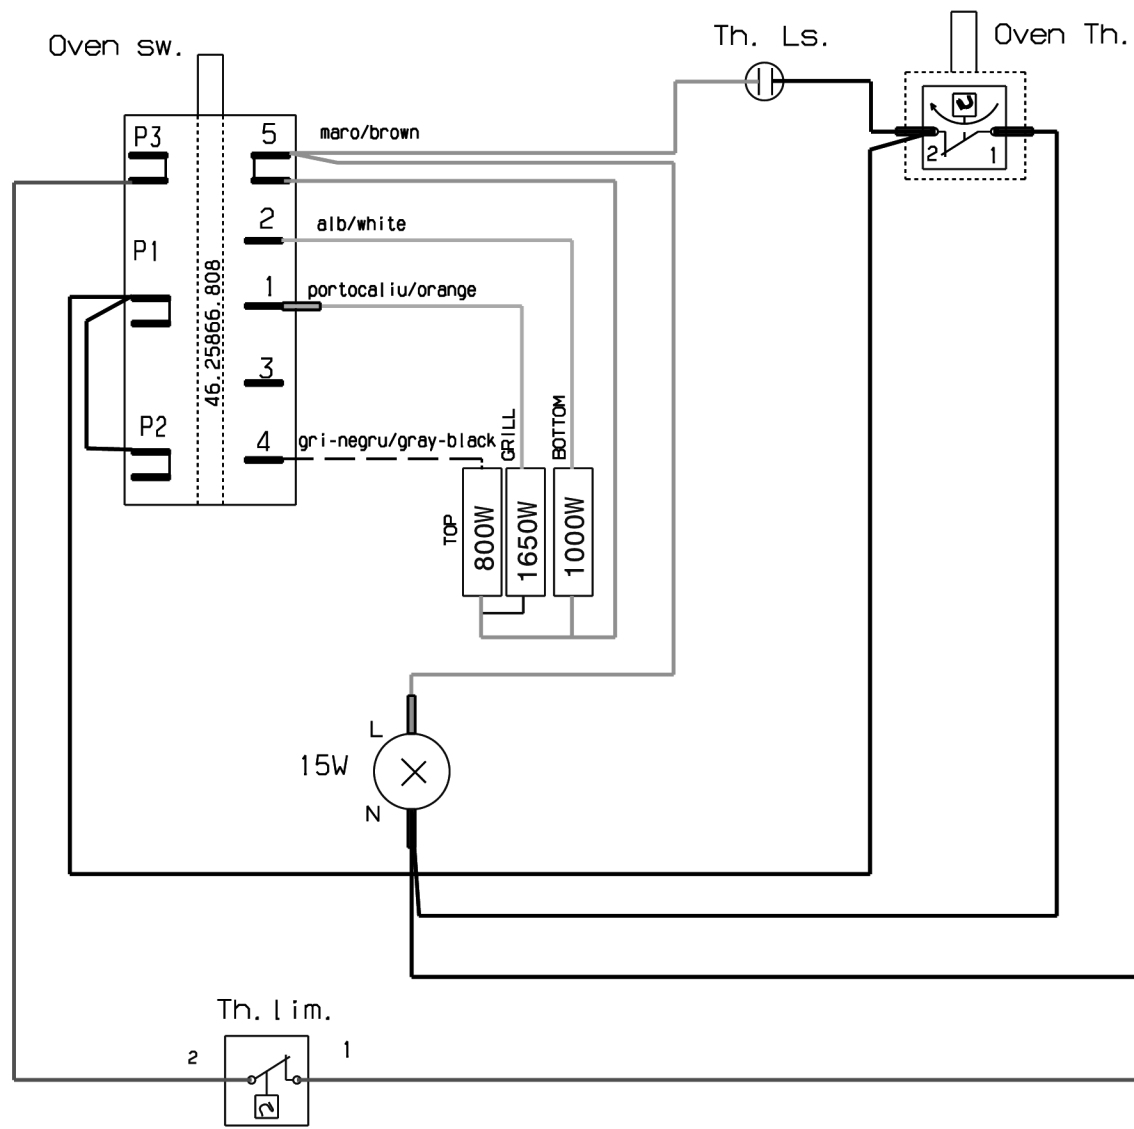 Oven sw.
Th. Ls.
Oven Th.
P3
5
maro/brown
2
1
2
alb/white
P1
1
portocaliu/orange
46.25866.808
3
P2
4
gri-negru/gray-black
GRILL
BOTTOM
TOP
800W
1650W
1000W
L
15W
N
Th.lim.
2
1